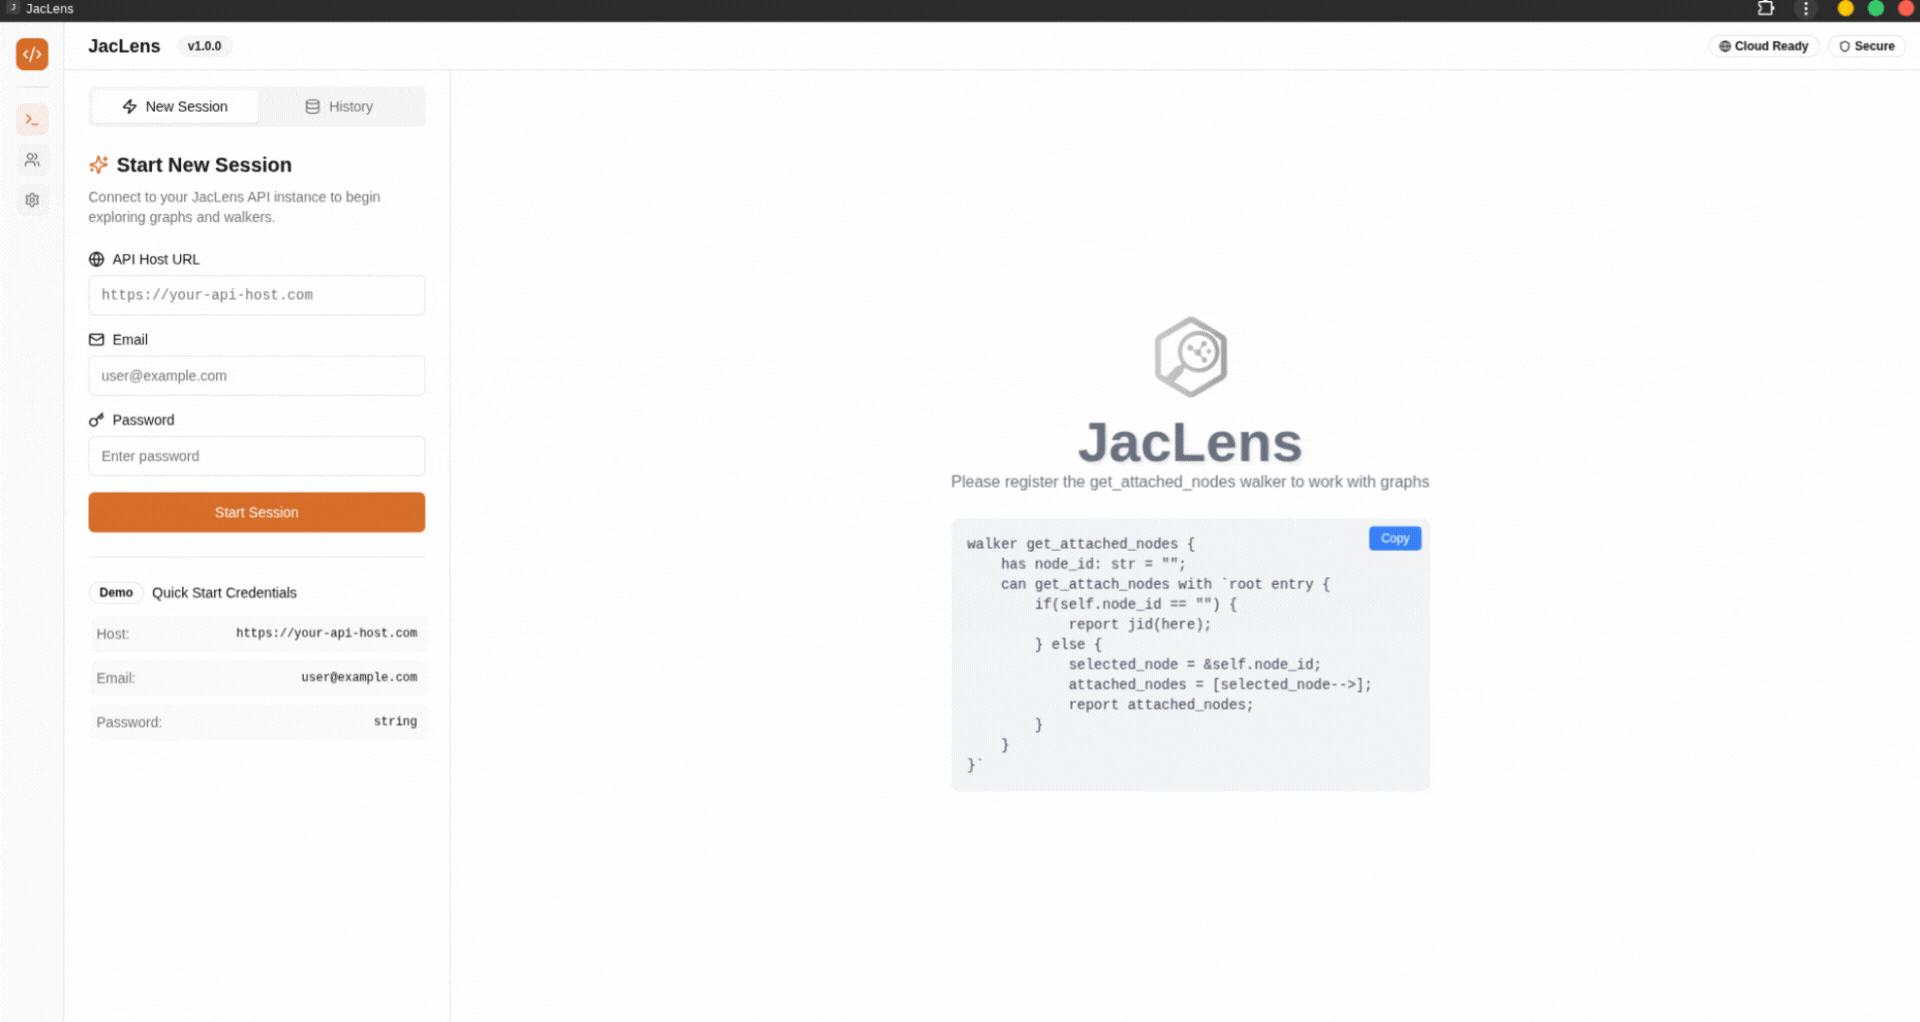 J JacLens
JacLens v1.0.0
Cloud Ready Secure
New Session History
Start New Session
Connect to your JacLens API instance to begin
exploring graphs and walkers.
API Host URL
https://your-api-host.com
Email
user@example.com
Password
Enter password
Start Session
Demo Quick Start Credentials
Host: https://your-api-host.com
Email: user@example.com
Password: string
JacLens
Please register the get_attached_nodes walker to work with graphs
Copy
walker get_attached_nodes {
    has node_id: str = "";
    can get_attach_nodes with `root entry {
        if(self.node_id == "") {
            report jid(here);
        } else {
            selected_node = &self.node_id;
            attached_nodes = [selected_node-->];
            report attached_nodes;
        }
    }
}`